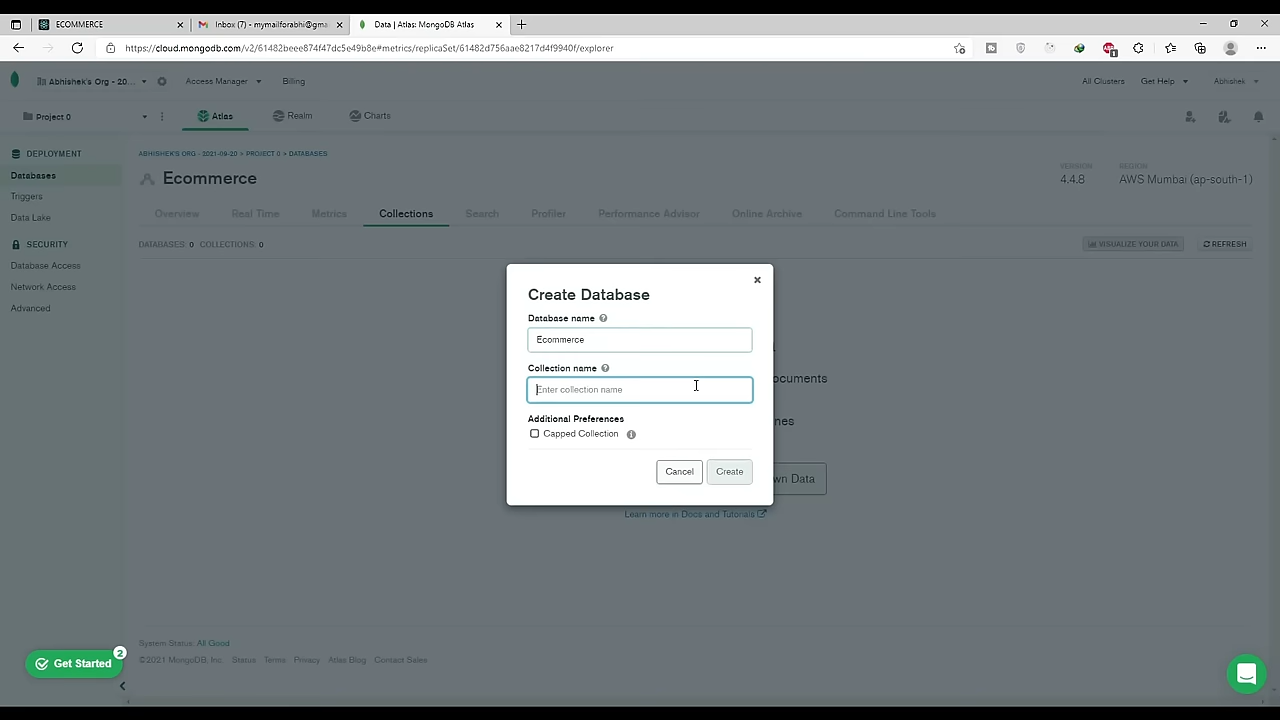 ECOMMERCE
Inbox (7) - mymailforabhi@gma
Data | Atlas: MongoDB Atlas
https://cloud.mongodb.com/v2/61482beee874f47dc5e49b8e#metrics/replicaSet/61482d756aae8217d4f9940f/explorer
1
Abhishek's Org - 20...
Access Manager
Billing
All Clusters
Get Help
Abhishek
Project 0
Atlas
Realm
Charts
DEPLOYMENT
Databases
Triggers
Data Lake
SECURITY
Database Access
Network Access
Advanced
ABHISHEK'S ORG - 2021-09-20 > PROJECT 0 > DATABASES
Ecommerce
VERSION
4.4.8
REGION
AWS Mumbai (ap-south-1)
Overview
Real Time
Metrics
Collections
Search
Profiler
Performance Advisor
Online Archive
Command Line Tools
DATABASES: 0 COLLECTIONS: 0
VISUALIZE YOUR DATA
REFRESH
Create Database
Database name
Ecommerce
Collection name
Enter collection name
Additional Preferences
Capped Collection
Cancel
Create
ocuments
nes
wn Data
Learn more in Docs and Tutorials
System Status: All Good
©2021 MongoDB, Inc.
Status
Terms
Privacy
Atlas Blog
Contact Sales
Get Started
2